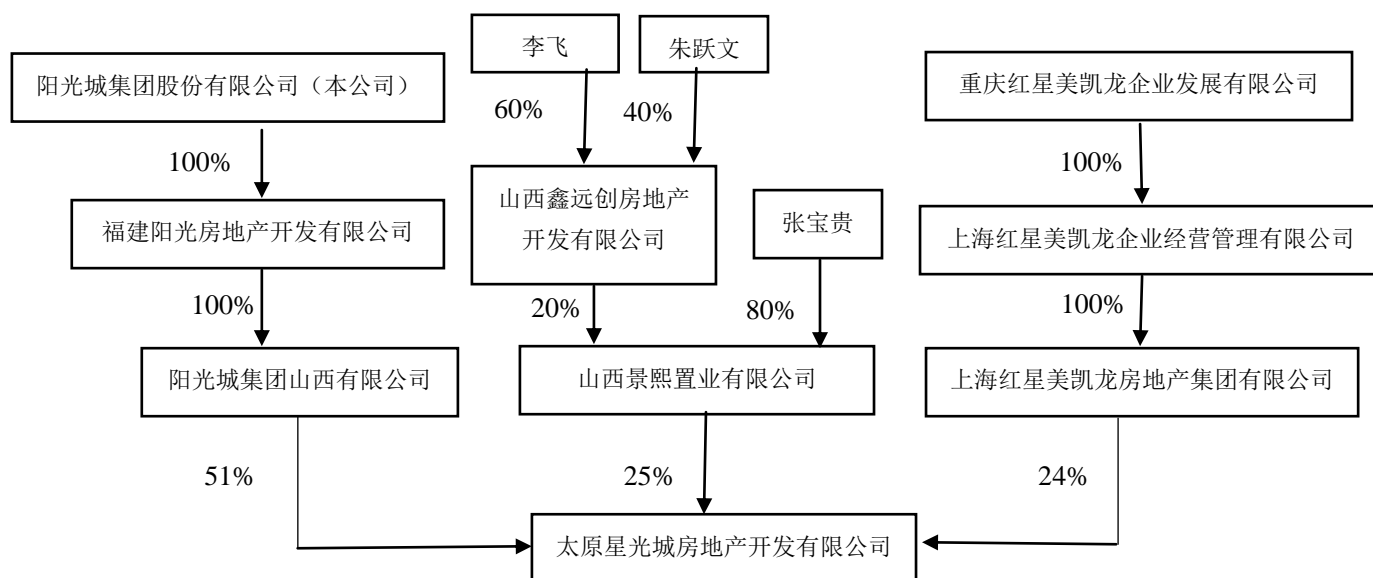 李飞
朱跃文
阳光城集团股份有限公司（本公司）
重庆红星美凯龙企业发展有限公司
60%
40%
100%
100%
山西鑫远创房地产
开发有限公司
张宝贵
福建阳光房地产开发有限公司
上海红星美凯龙企业经营管理有限公司
100%
20%
80%
100%
阳光城集团山西有限公司
山西景熙置业有限公司
上海红星美凯龙房地产集团有限公司
51%
25%
24%
太原星光城房地产开发有限公司